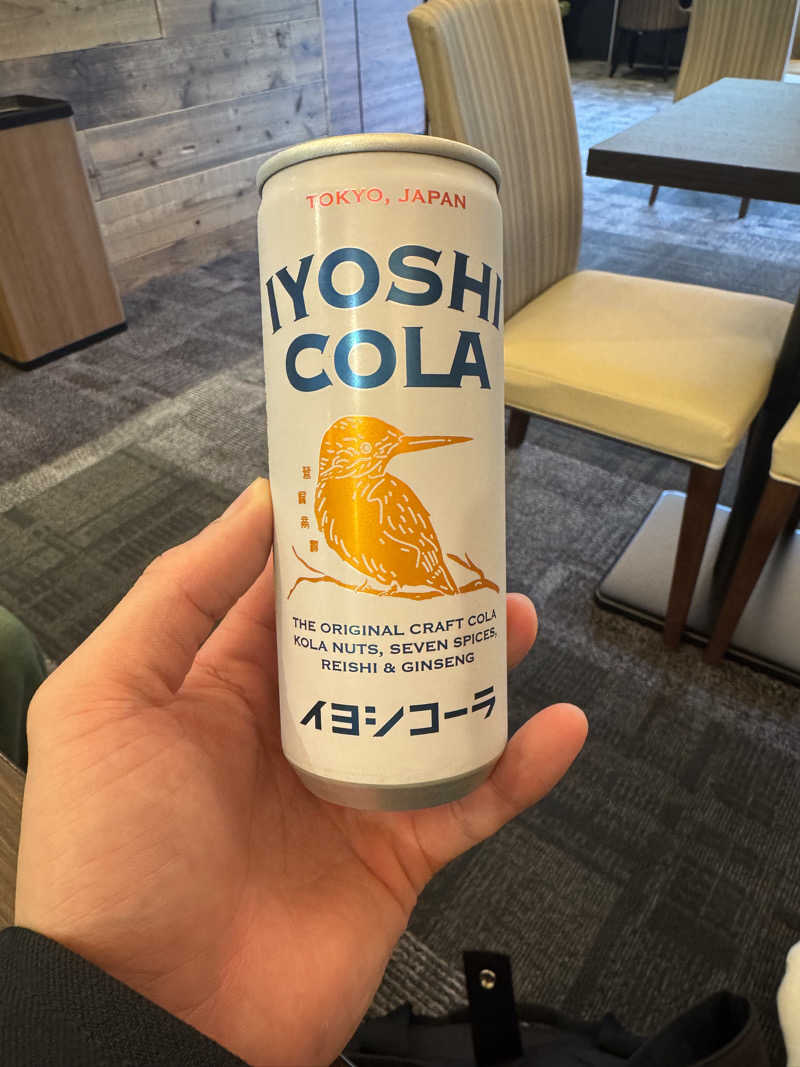 TOKYO, JAPAN
IYOSHI
COLA
THE ORIGINAL CRAFT COLA
KOLA NUTS, SEVEN SPICES,
REISHI & GINSENG
イヨシコーラ